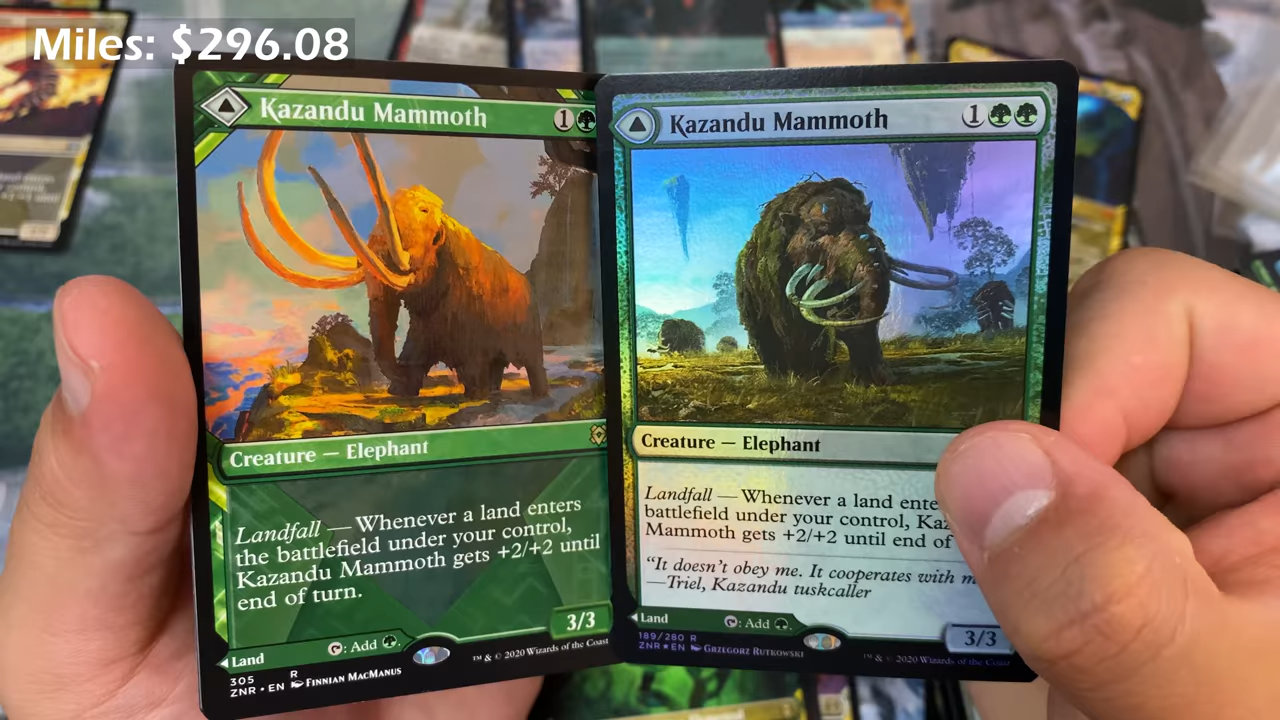 Miles: $296.08
Kazandu Mammoth
1
Creature — Elephant
Landfall — Whenever a land enters
the battlefield under your control,
Kazandu Mammoth gets +2/+2 until
end of turn.
3/3
Land
: Add
305 R
ZNR • EN FINNIAN MACMANUS
™ & © 2020 Wizards of the Coast
Kazandu Mammoth
1
Creature — Elephant
Landfall — Whenever a land ente
battlefield under your control, Kaz
Mammoth gets +2/+2 until end of
“It doesn't obey me. It cooperates with m
—Triel, Kazandu tuskcaller
Land
: Add
3/3
189/280 R
ZNR ★ EN GRZEGORZ RUTKOWSKI
™ & © 2020 Wizards of the Coast